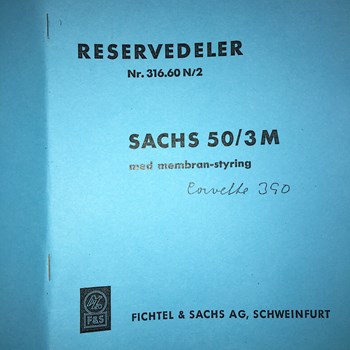 RESERVEDELER
Nr. 316.60 N/2
SACHS 50/3 M
med membran-styring
Corvette 390
F&S
FICHTEL & SACHS AG, SCHWEINFURT